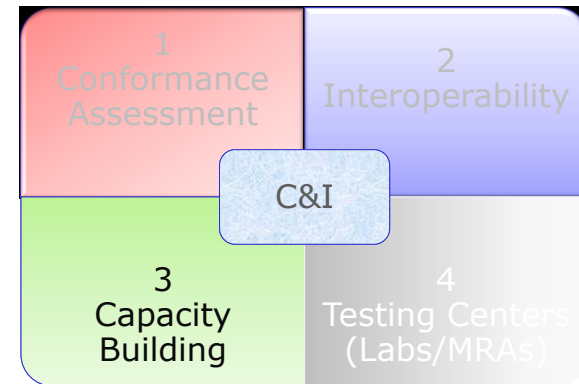 1
Conformance
Assessment
2
Interoperability
C&I
3
Capacity
Building
4
Testing Centers
(Labs/MRAs)